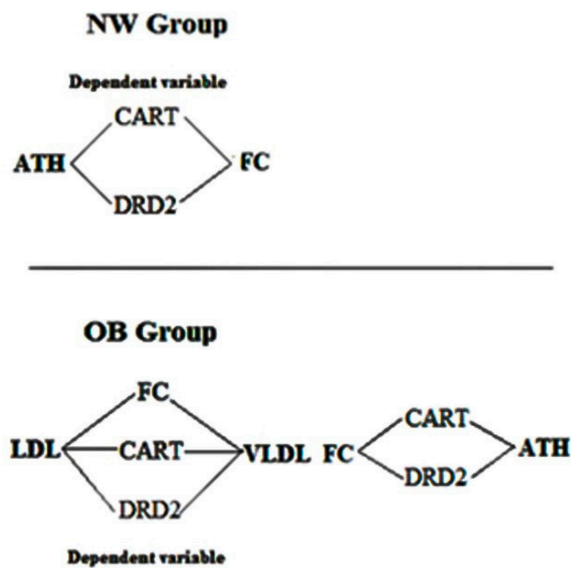 NW Group
Dependent variable
CART
ATH FC
DRD2
OB Group
FC
CART
LDL CART VLDL FC ATH
DRD2
DRD2
Dependent variable